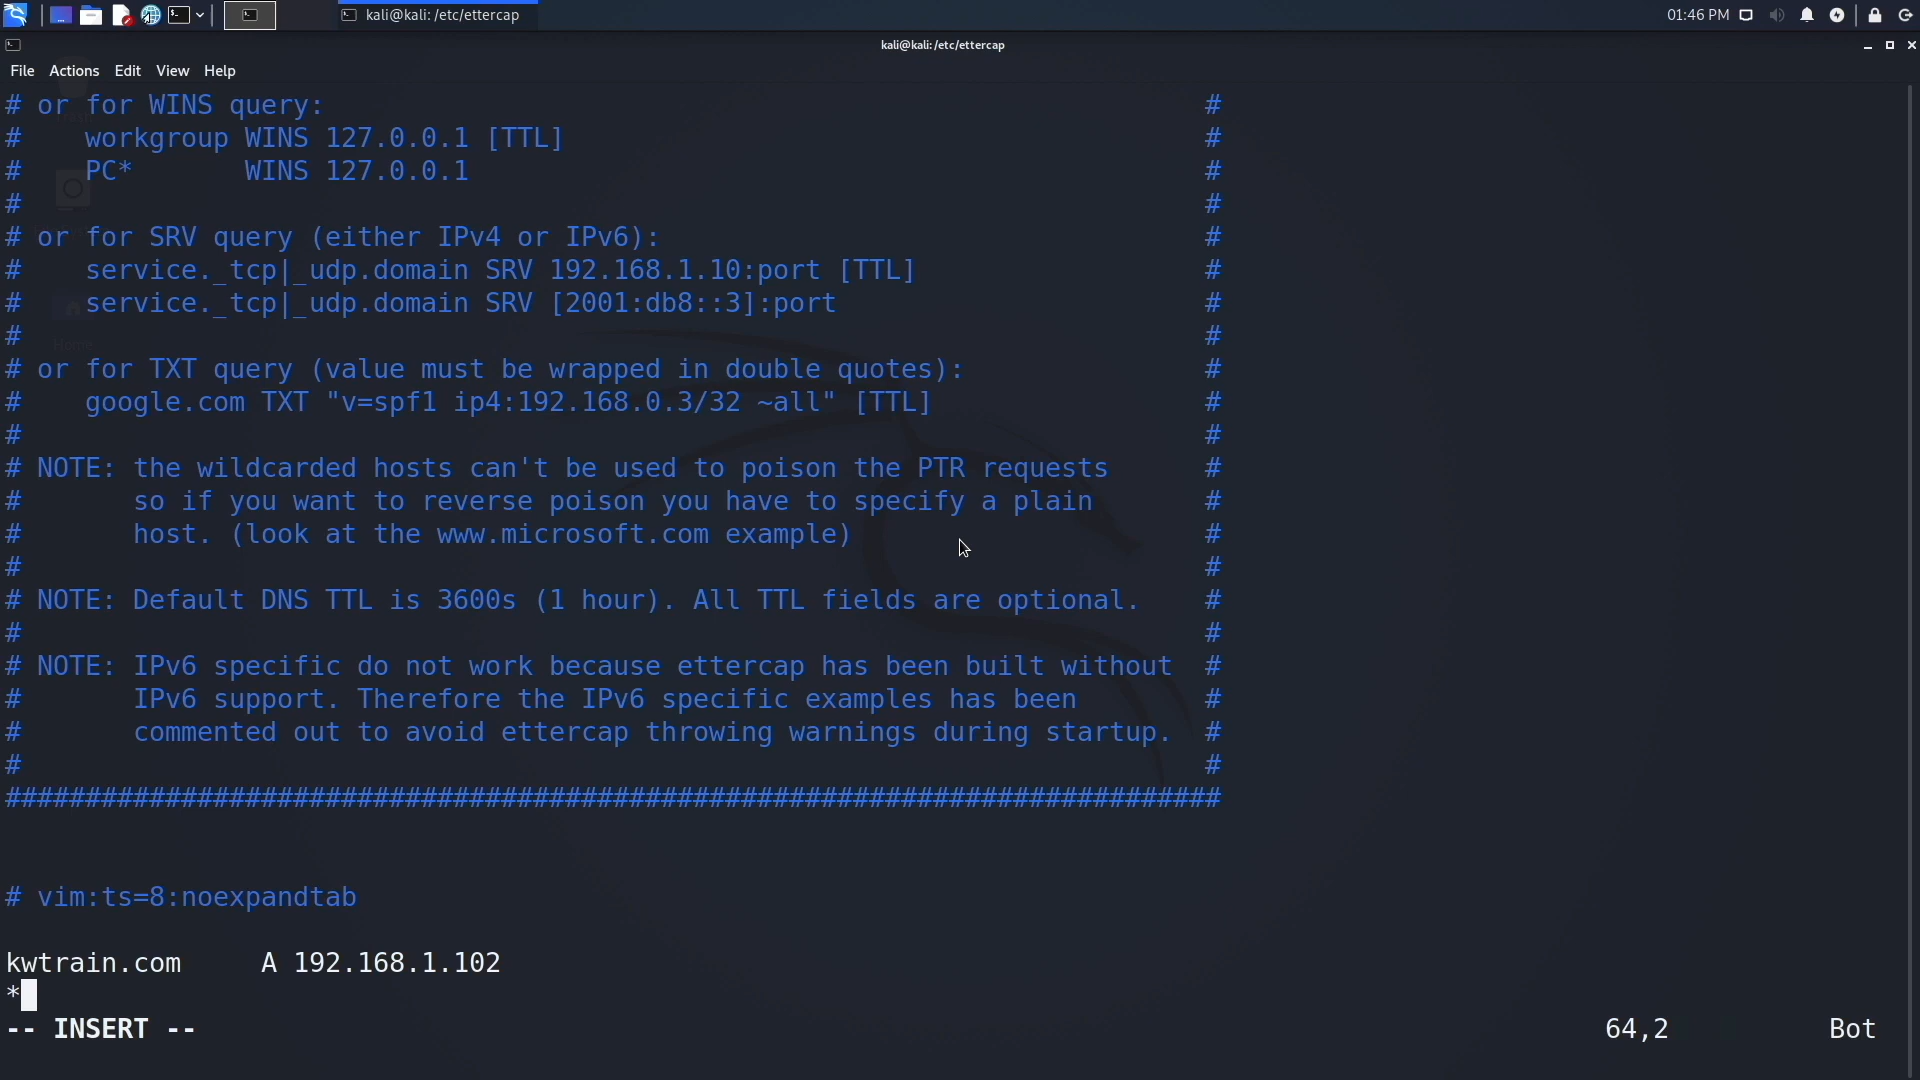 kali@kali: /etc/ettercap
01:46 PM
kali@kali: /etc/ettercap
File Actions Edit View Help
# or for WINS query: #
# workgroup WINS 127.0.0.1 [TTL] #
# PC* WINS 127.0.0.1 #
# #
# or for SRV query (either IPv4 or IPv6): #
# service._tcp|_udp.domain SRV 192.168.1.10:port [TTL] #
# service._tcp|_udp.domain SRV [2001:db8::3]:port #
# #
# or for TXT query (value must be wrapped in double quotes): #
# google.com TXT "v=spf1 ip4:192.168.0.3/32 ~all" [TTL] #
# #
# NOTE: the wildcarded hosts can't be used to poison the PTR requests #
# so if you want to reverse poison you have to specify a plain #
# host. (look at the www.microsoft.com example) #
# #
# NOTE: Default DNS TTL is 3600s (1 hour). All TTL fields are optional. #
# #
# NOTE: IPv6 specific do not work because ettercap has been built without #
# IPv6 support. Therefore the IPv6 specific examples has been #
# commented out to avoid ettercap throwing warnings during startup. #
# #
############################################################################
# vim:ts=8:noexpandtab
kwtrain.com A 192.168.1.102
*
-- INSERT -- 64,2 Bot
Home